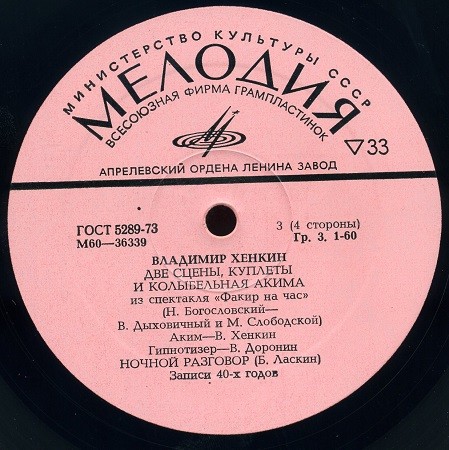 МИНИСТЕРСТВО КУЛЬТУРЫ СССР
МЕЛОДИЯ
ВСЕСОЮЗНАЯ ФИРМА ГРАМПЛАСТИНОК
▽33
АПРЕЛЕВСКИЙ ОРДЕНА ЛЕНИНА ЗАВОД
ГОСТ 5289-73
М60—36339
3 (4 стороны)
Гр. 3. 1-60
ВЛАДИМИР ХЕНКИН
ДВЕ СЦЕНЫ, КУПЛЕТЫ
И КОЛЫБЕЛЬНАЯ АКИМА
из спектакля «Факир на час»
(Н. Богословский—
В. Дыховичный и М. Слободской)
Аким—В. Хенкин
Гипнотизер—В. Доронин
НОЧНОЙ РАЗГОВОР (Б. Ласкин)
Записи 40-х годов